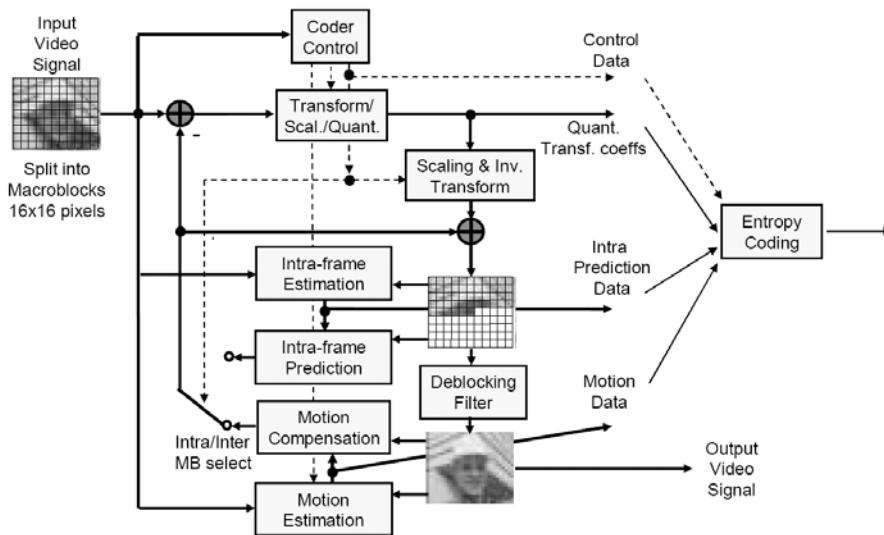 Input
Video
Signal
Split into
Macroblocks
16x16 pixels
Coder
Control
Control
Data
-
Transform/
Scal./Quant.
Quant.
Transf. coeffs
Scaling & Inv.
Transform
Entropy
Coding
Intra-frame
Estimation
Intra
Prediction
Data
Intra-frame
Prediction
Deblocking
Filter
Motion
Data
Intra/Inter
MB select
Motion
Compensation
Output
Video
Signal
Motion
Estimation